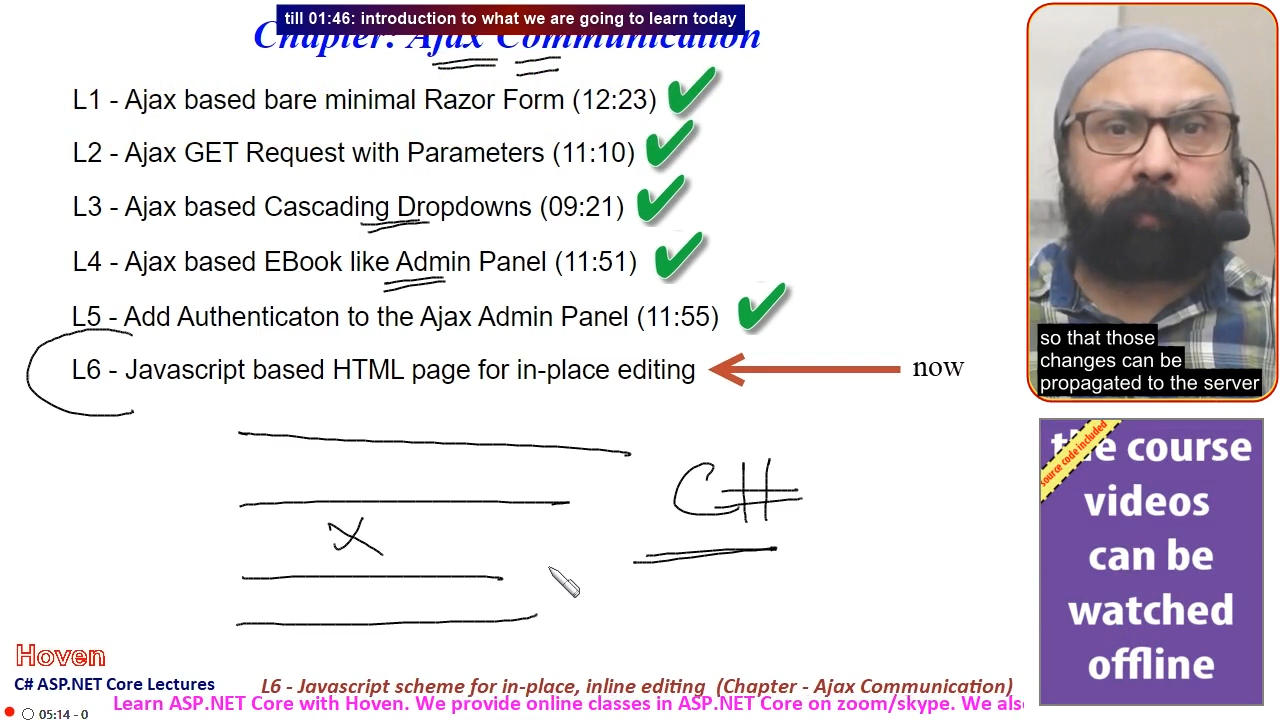 till 01:46: introduction to what we are going to learn today
Chapter: Ajax Communication
L1 - Ajax based bare minimal Razor Form (12:23)
L2 - Ajax GET Request with Parameters (11:10)
L3 - Ajax based Cascading Dropdowns (09:21)
L4 - Ajax based EBook like Admin Panel (11:51)
L5 - Add Authenticaton to the Ajax Admin Panel (11:55)
L6 - Javascript based HTML page for in-place editing
now
X
C#
so that those
changes can be
propagated to the server
source code included
the course
videos
can be
watched
offline
Hoven
C# ASP.NET Core Lectures
L6 - Javascript scheme for in-place, inline editing (Chapter - Ajax Communication)
Learn ASP.NET Core with Hoven. We provide online classes in ASP.NET Core on zoom/skype. We als
05:14 - 0